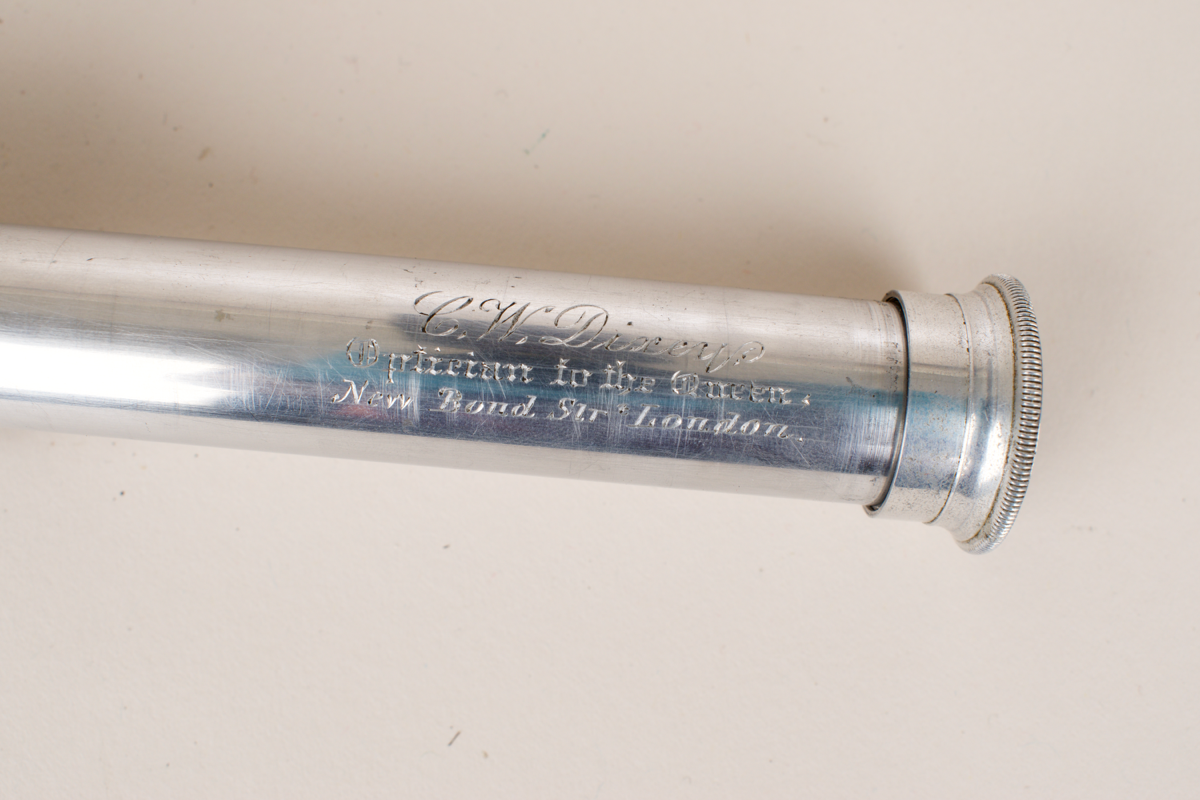 C. W. Dixey
Optician to the Queen,
New Bond Str. London.